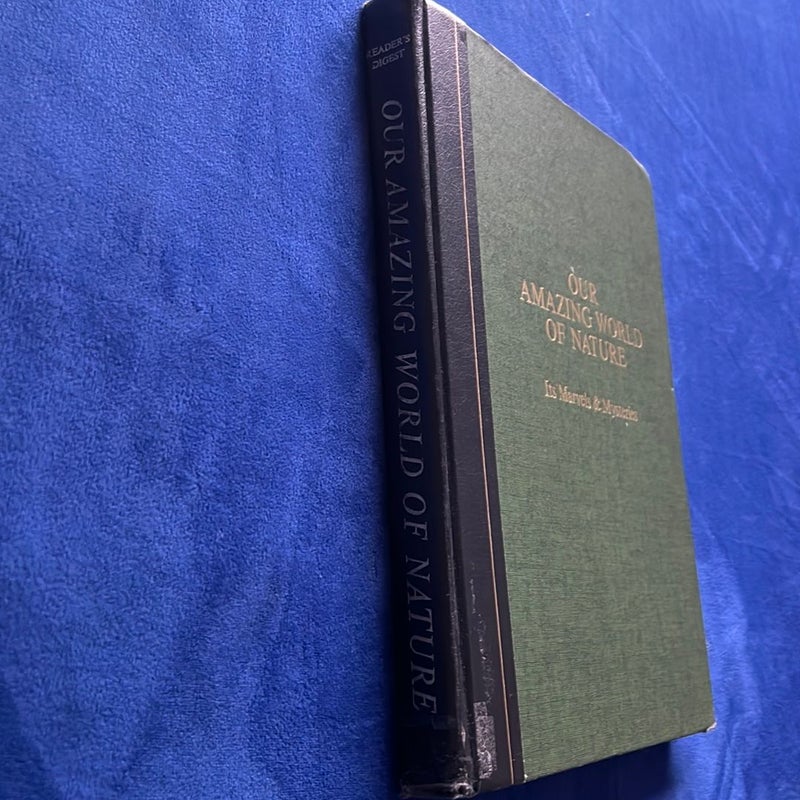 READER'S
DIGEST
OUR AMAZING WORLD OF NATURE
OUR
AMAZING WORLD
OF NATURE
Its Marvels & Mysteries